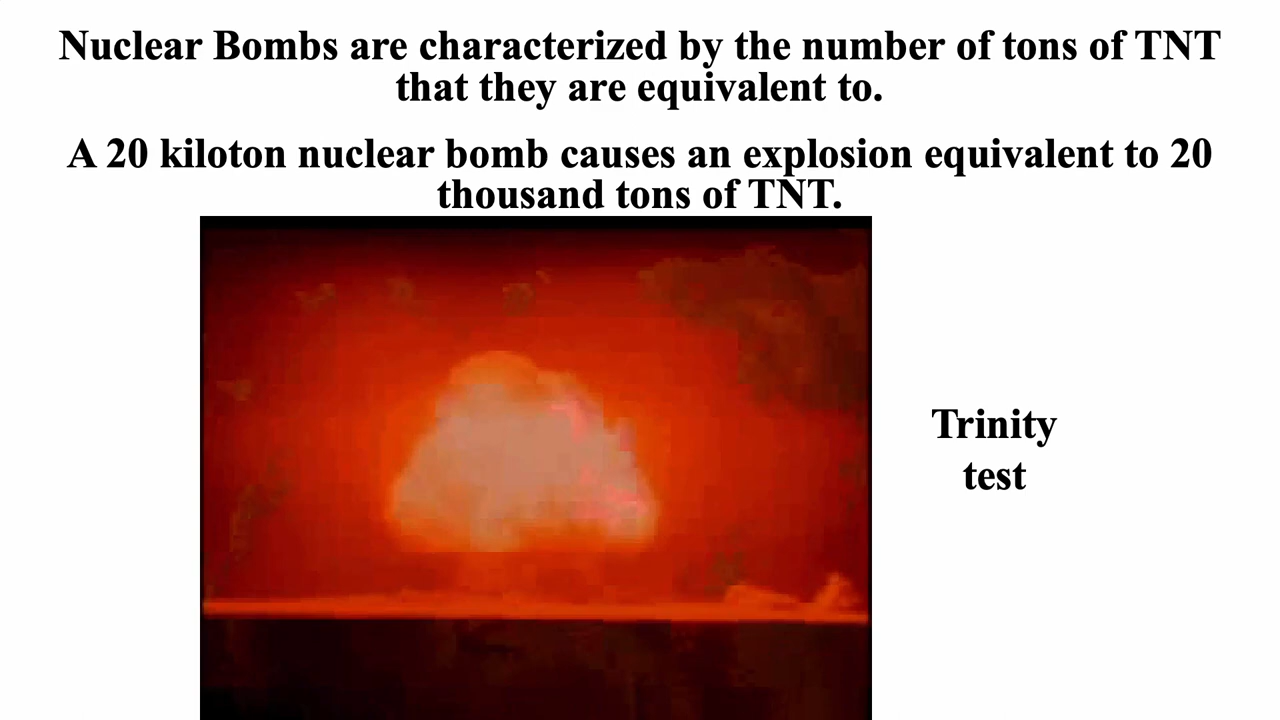 Nuclear Bombs are characterized by the number of tons of TNT
that they are equivalent to.
A 20 kiloton nuclear bomb causes an explosion equivalent to 20
thousand tons of TNT.
Trinity
test